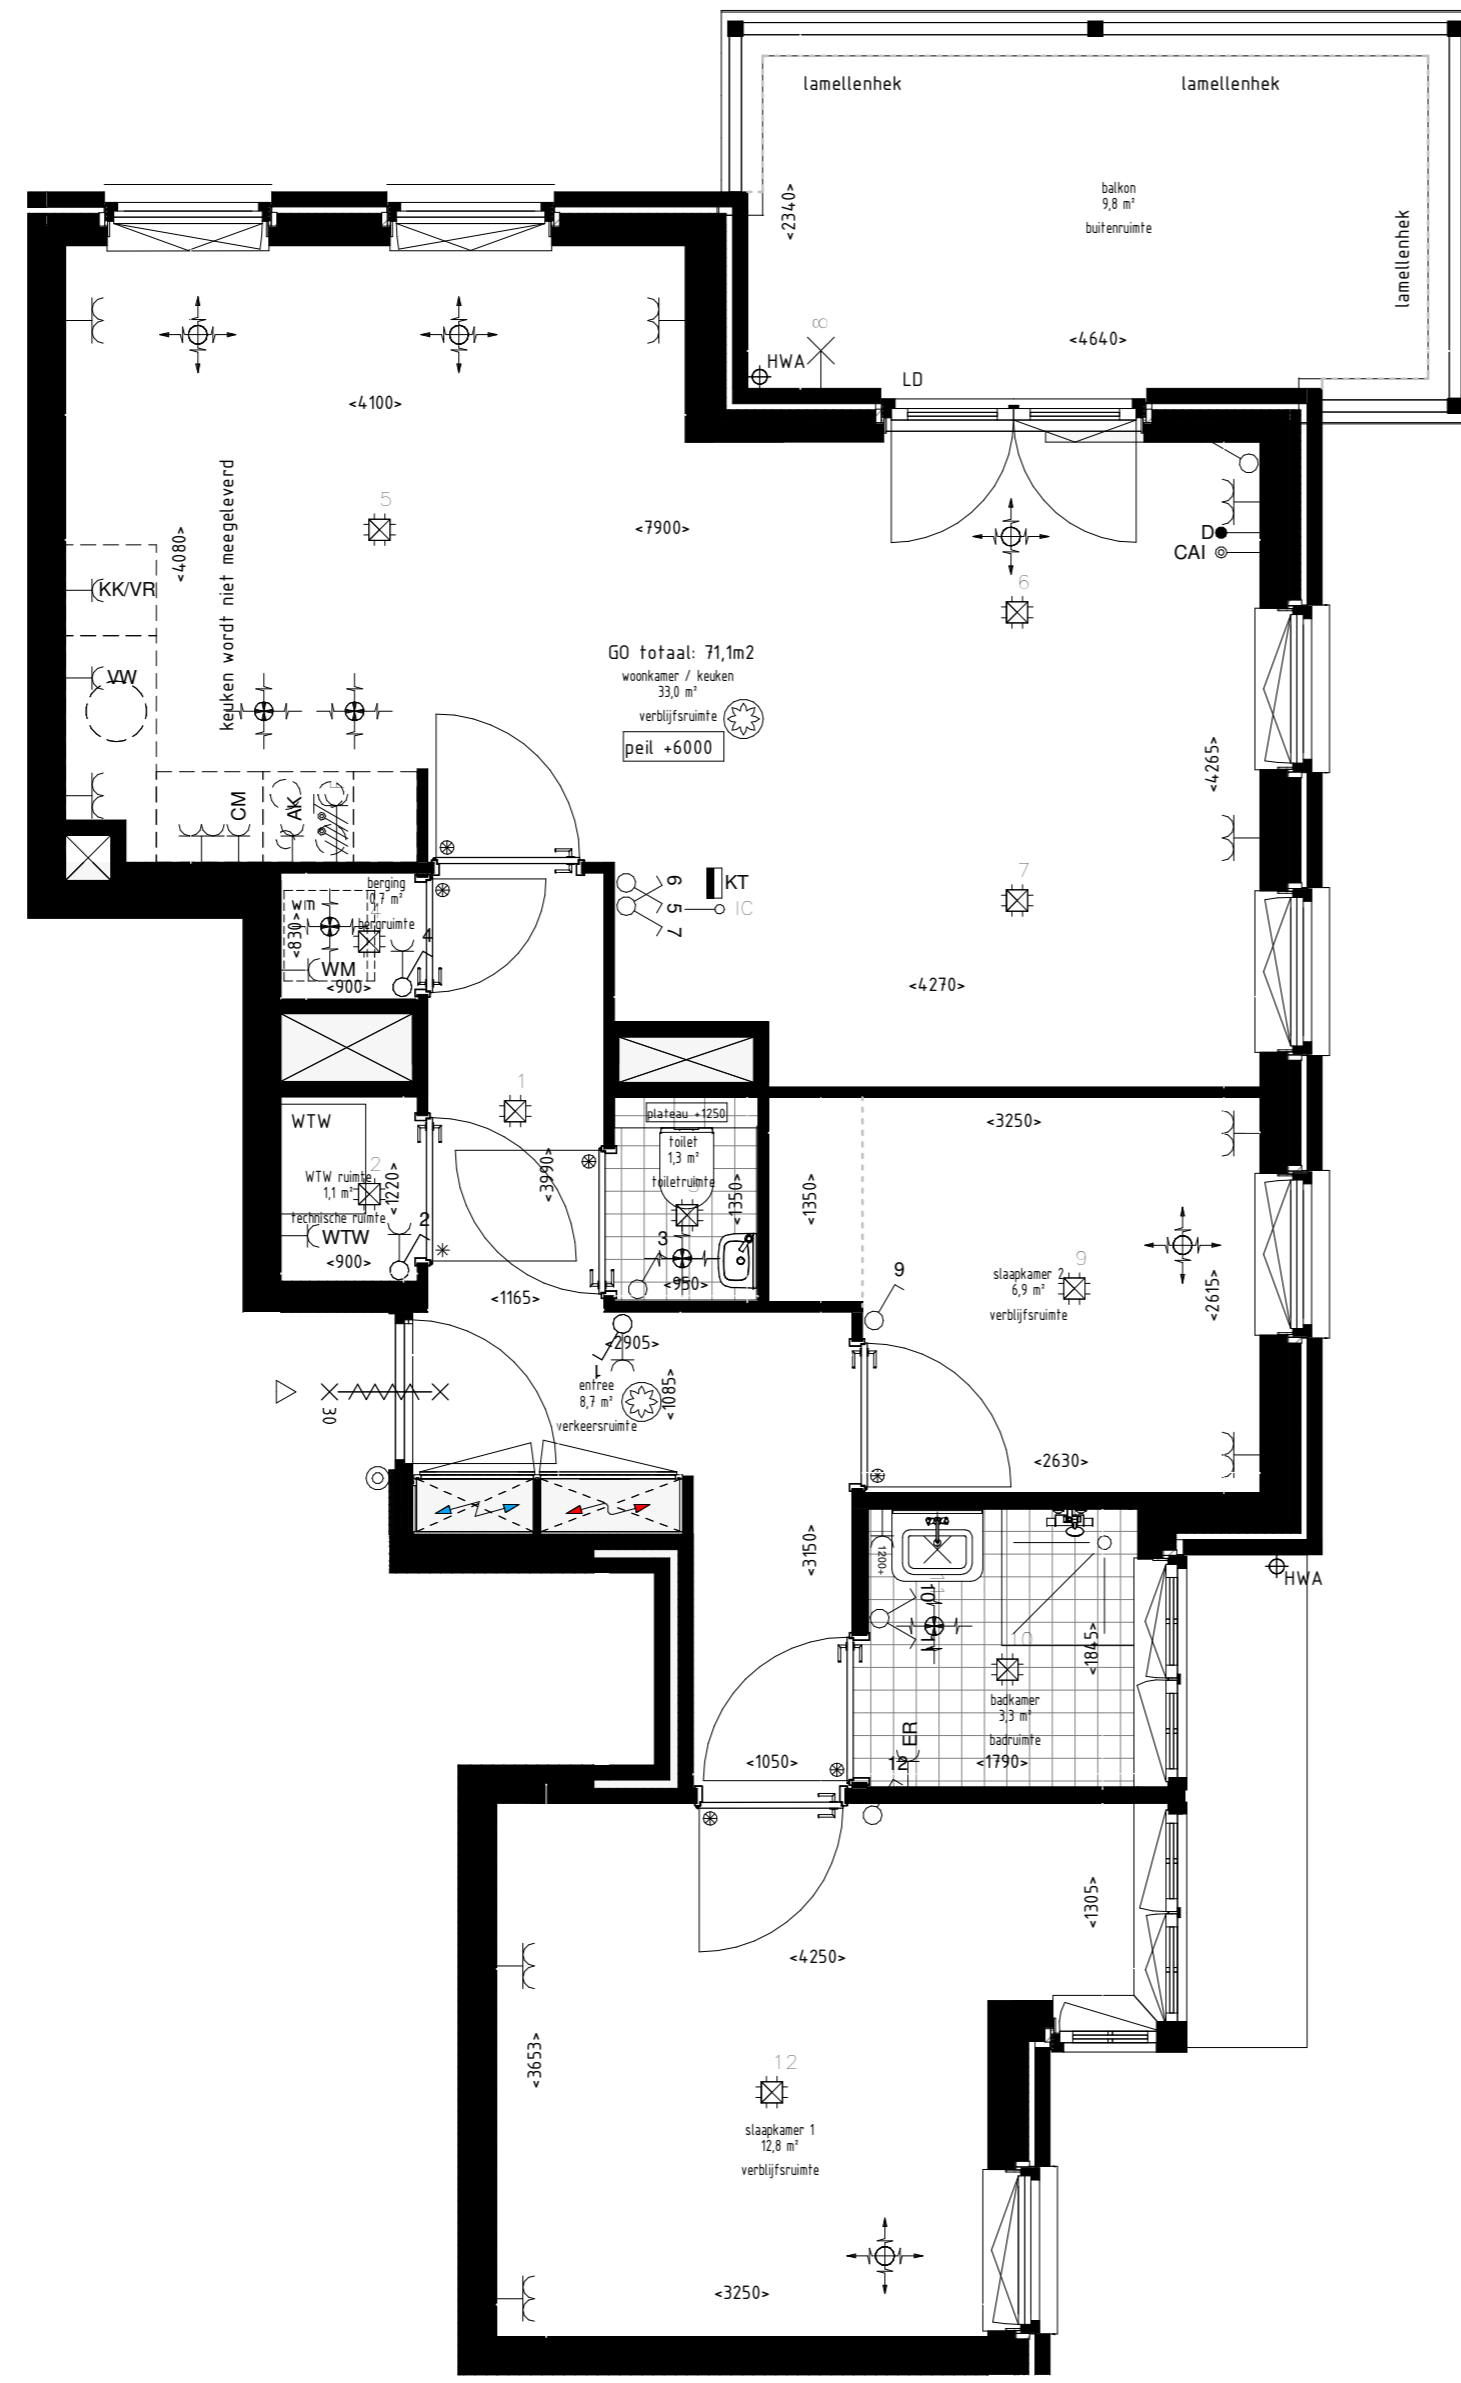 lamellenhek
lamellenhek
balkon
9,8 m²
buitenruimte
<2340>
lamellenhek
8
<4640>
HWA
LD
<4100>
5
<7900>
D
CAI
6
<4080>
keuken wordt niet meegeleverd
KK/VR
VW
GO totaal: 71,1m2
woonkamer / keuken
33,0 m²
verblijfsruimte
peil +6000
<4265>
CM
AK
7
berging
0,7 m²
bergruimte
wm
<830>
4
WM
<900>
6
5
7
KT
IC
<4270>
1
WTW
2
WTW ruimte
1,1 m²
technische ruimte
<1220>
2
WTW
<900>
<3990>
plateau +1250
toilet
1,3 m²
toiletruimte
<1350>
3
<950>
<1350>
<3250>
9
slaapkamer 2
6,9 m²
verblijfsruimte
<2615>
9
<1165>
<2905>
1
entree
8,7 m²
verkeersruimte
<1085>
30
<2630>
<3150>
1200+
10
11
10
<1845>
HWA
badkamer
3,3 m²
badruimte
ER
<1790>
<1050>
12
<1305>
<4250>
<3653>
12
slaapkamer 1
12,8 m²
verblijfsruimte
<3250>